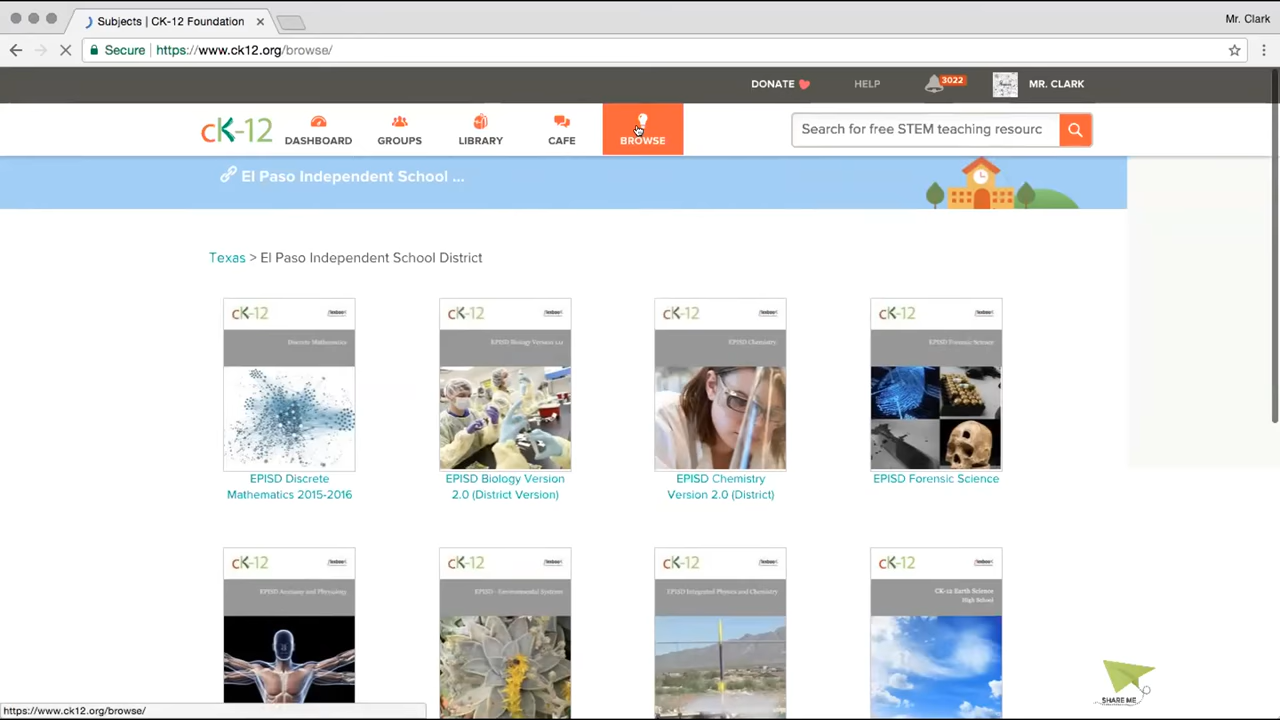 Subjects | CK-12 Foundation
Mr. Clark
Secure
https://www.ck12.org/browse/
DONATE
HELP
3022
MR. CLARK
cK-12
DASHBOARD
GROUPS
LIBRARY
CAFE
BROWSE
Search for free STEM teaching resourc
El Paso Independent School ...
Texas > El Paso Independent School District
cK-12
Discrete Mathematics
cK-12
EPISD Biology Version
cK-12
EPISD Chemistry
cK-12
EPISD Forensic Science
EPISD Discrete
Mathematics 2015-2016
EPISD Biology Version
2.0 (District Version)
EPISD Chemistry
Version 2.0 (District)
EPISD Forensic Science
cK-12
EPISD Anatomy and Physiology
cK-12
EPISD - Environmental Systems
cK-12
EPISD Integrated Physics and Chemistry
cK-12
CK-12 Earth Science
High School
SHARE ME
https://www.ck12.org/browse/